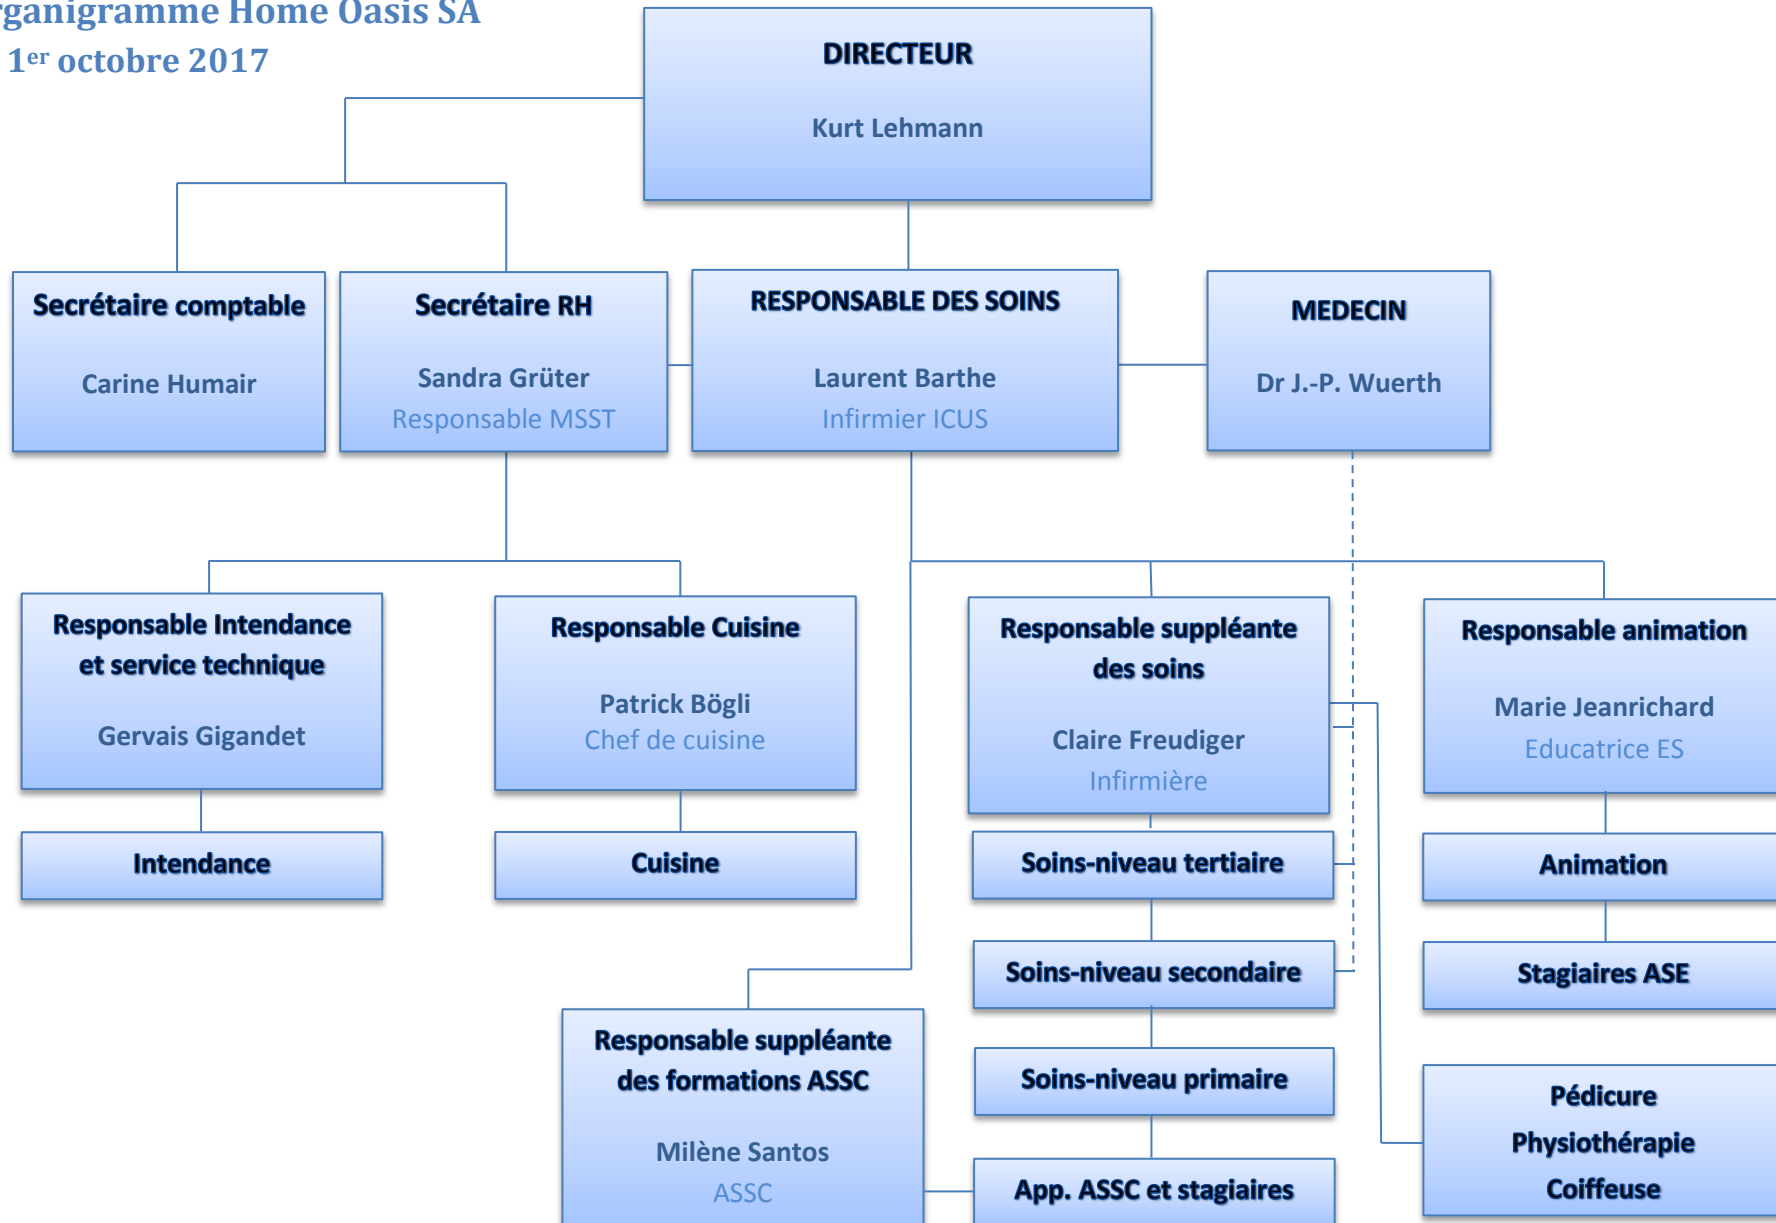 rganigramme Home Oasis SA
1er octobre 2017
DIRECTEUR
Kurt Lehmann
Secrétaire comptable
Carine Humair
Secrétaire RH
Sandra Grüter
Responsable MSST
RESPONSABLE DES SOINS
Laurent Barthe
Infirmier ICUS
MEDECIN
Dr J.-P. Wuerth
Responsable Intendance
et service technique
Gervais Gigandet
Intendance
Responsable Cuisine
Patrick Bögli
Chef de cuisine
Cuisine
Responsable suppléante
des soins
Claire Freudiger
Infirmière
Soins-niveau tertiaire
Soins-niveau secondaire
Soins-niveau primaire
App. ASSC et stagiaires
Responsable animation
Marie Jeanrichard
Educatrice ES
Animation
Stagiaires ASE
Responsable suppléante
des formations ASSC
Milène Santos
ASSC
Pédicure
Physiothérapie
Coiffeuse